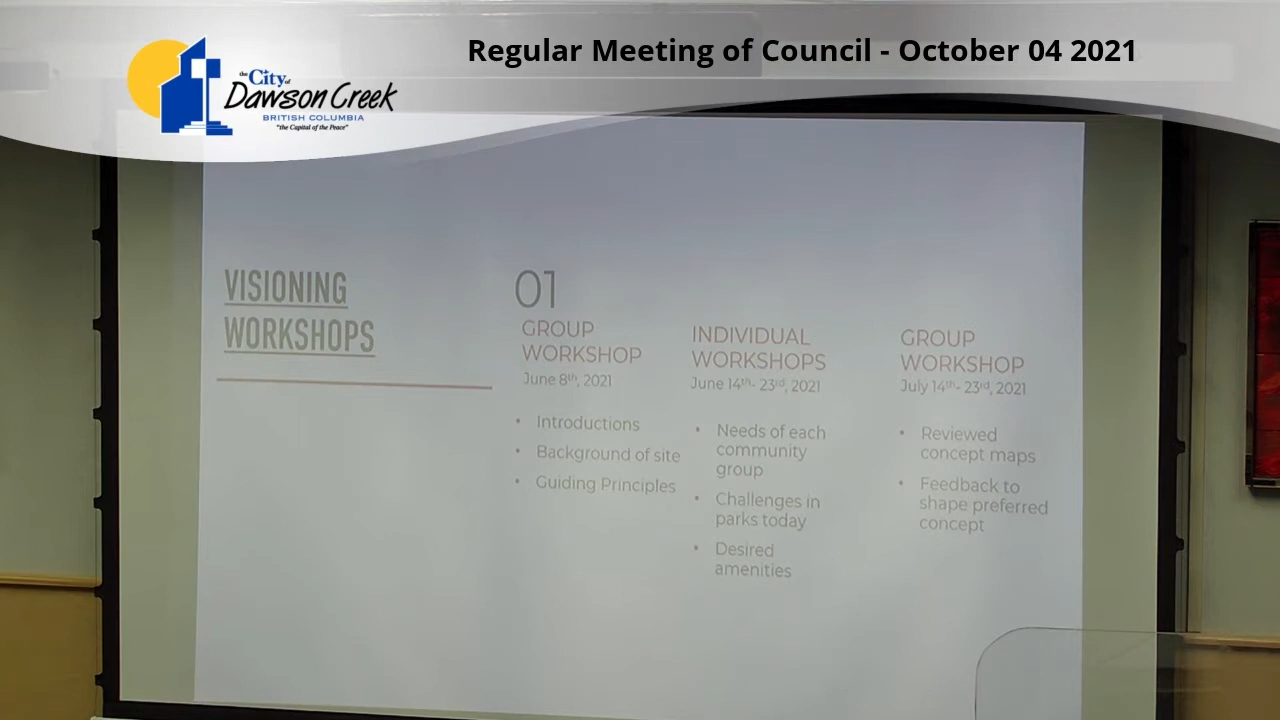 Regular Meeting of Council - October 04 2021
the City of
Dawson Creek
BRITISH COLUMBIA
"the Capital of the Peace"
VISIONING
WORKSHOPS
01
GROUP
WORKSHOP
June 8th, 2021
• Introductions
• Background of site
• Guiding Principles
INDIVIDUAL
WORKSHOPS
June 14th- 23rd, 2021
• Needs of each
community
group
• Challenges in
parks today
• Desired
amenities
GROUP
WORKSHOP
July 14th- 23rd, 2021
• Reviewed
concept maps
• Feedback to
shape preferred
concept